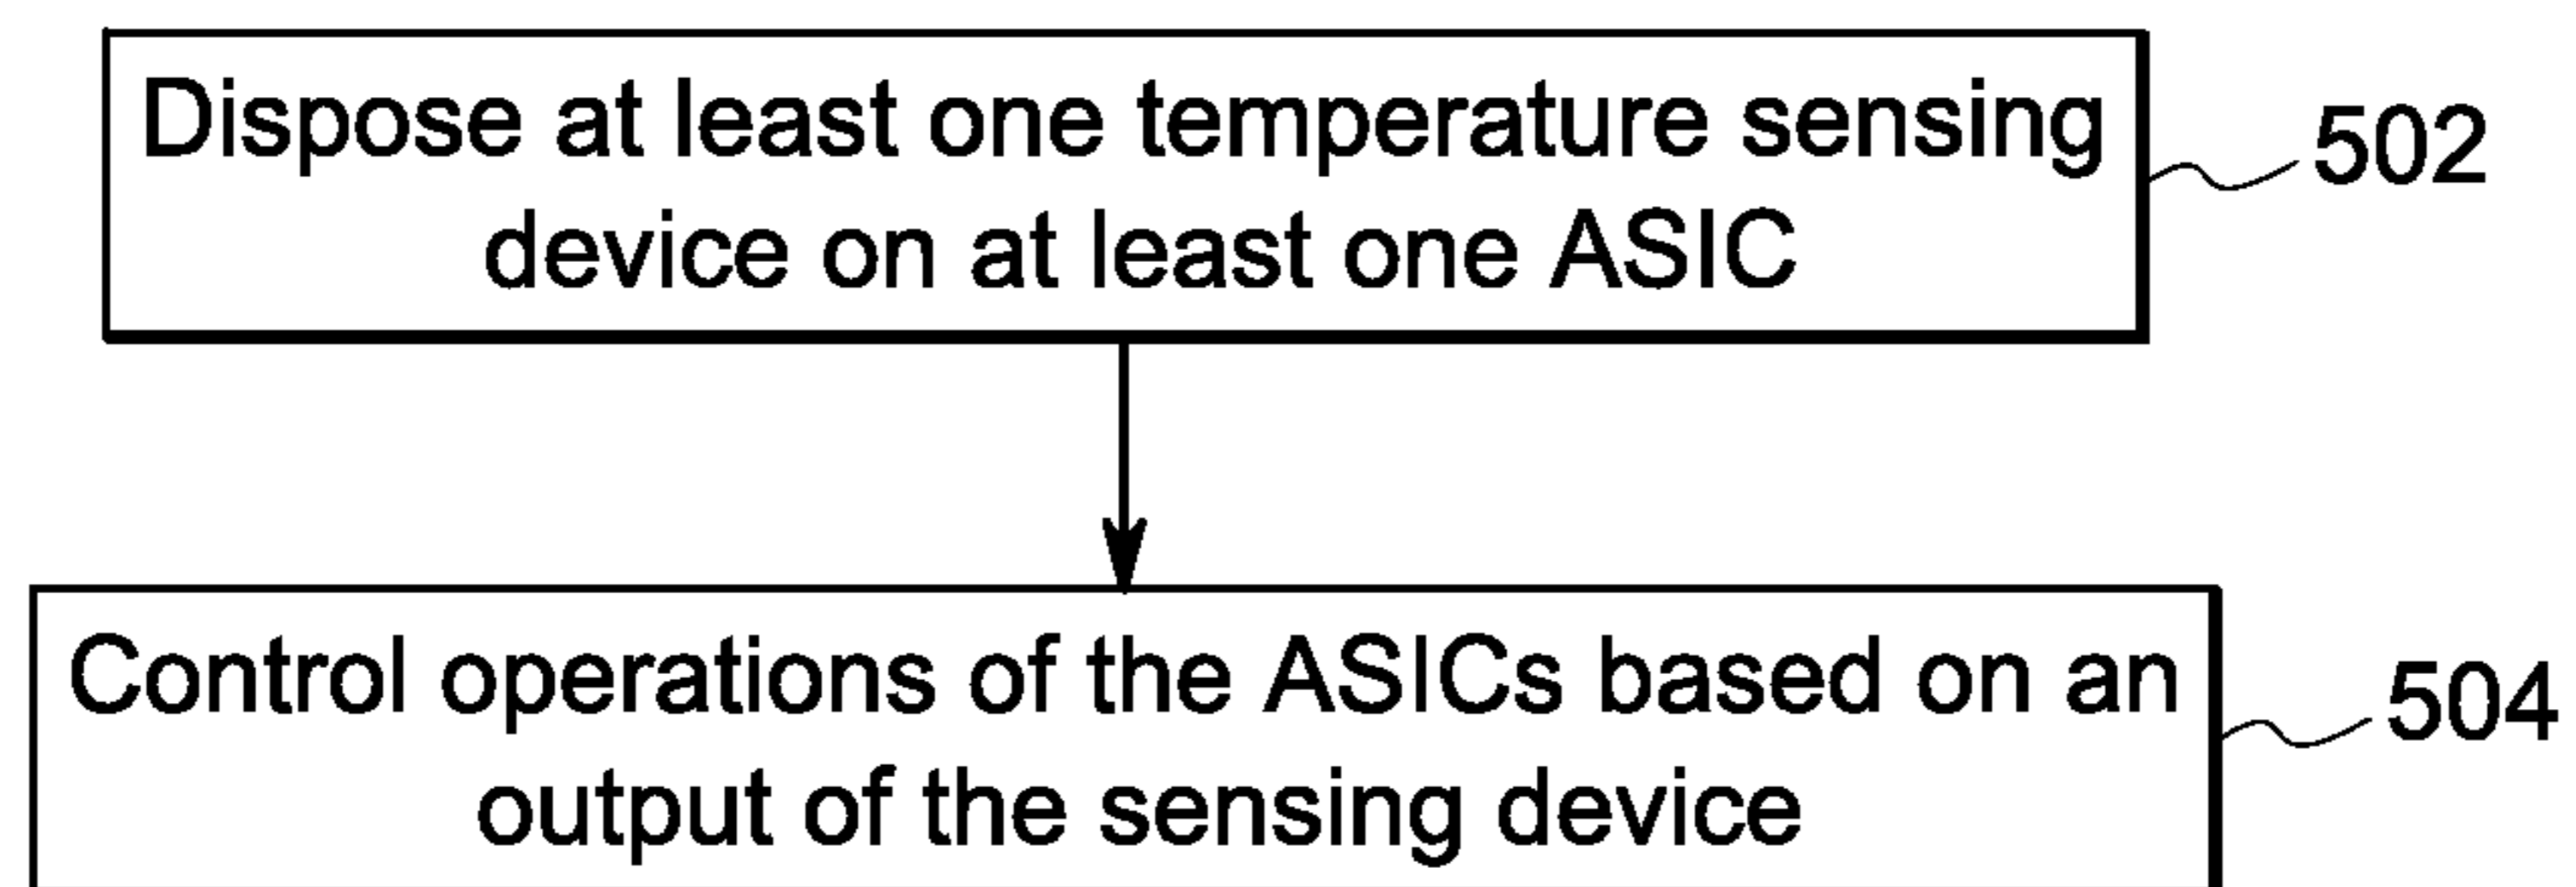 Dispose at least one temperature sensing
device on at least one ASIC
502
Control operations of the ASICs based on an
output of the sensing device
504